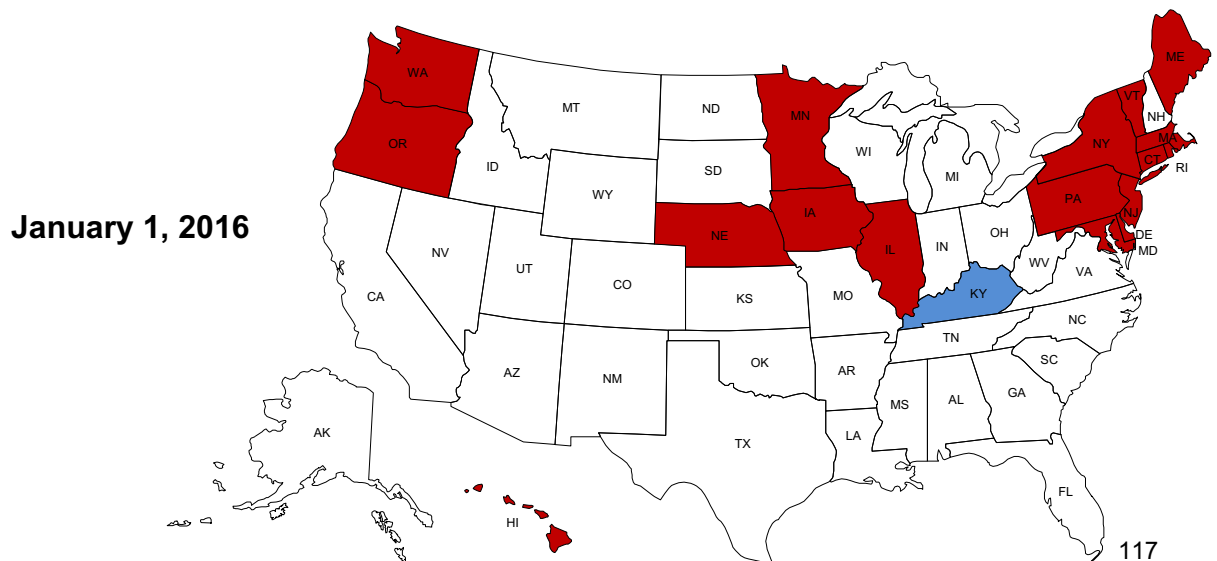 January 1, 2016
WA
OR
ID
MT
ND
SD
WY
NE
MN
IA
WI
MI
IL
IN
OH
KY
WV
VA
PA
NY
VT
NH
ME
MA
CT
RI
NJ
DE
MD
CA
NV
UT
CO
KS
MO
AZ
NM
OK
AR
TN
NC
SC
TX
LA
MS
AL
GA
FL
AK
HI
117